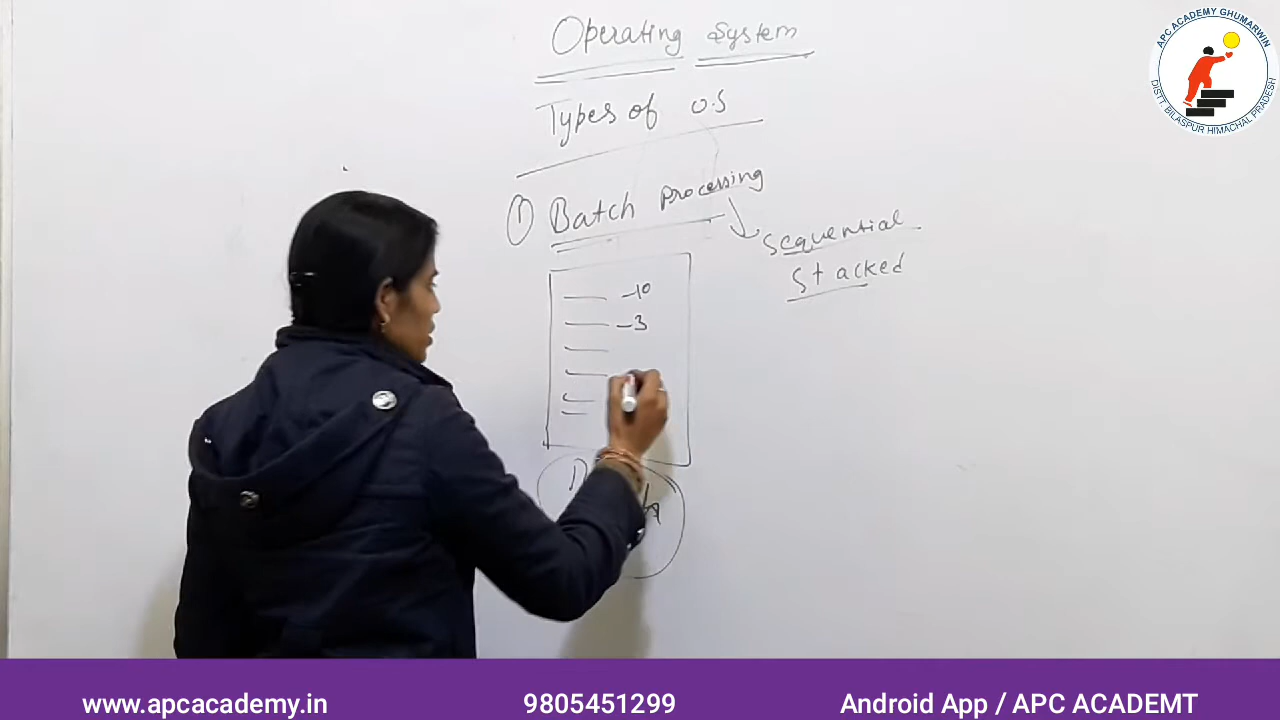 Operating System
Types of O.S
① Batch Processing
Sequential
Stacked
-10
-3
APC ACADEMY GHUMARWIN
DISTT. BILASPUR HIMACHAL PRADESH
www.apcacademy.in 9805451299 Android App / APC ACADEMT